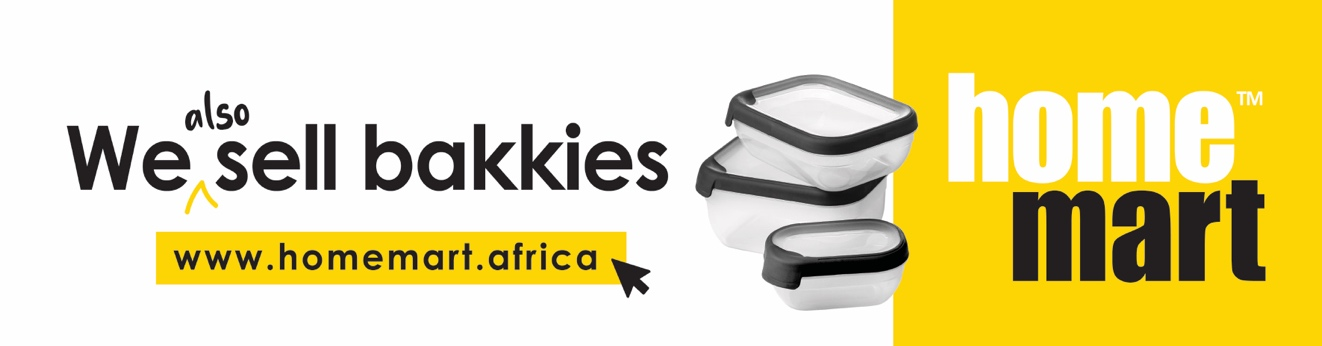 We also sell bakkies
www.homemart.africa
home™
mart